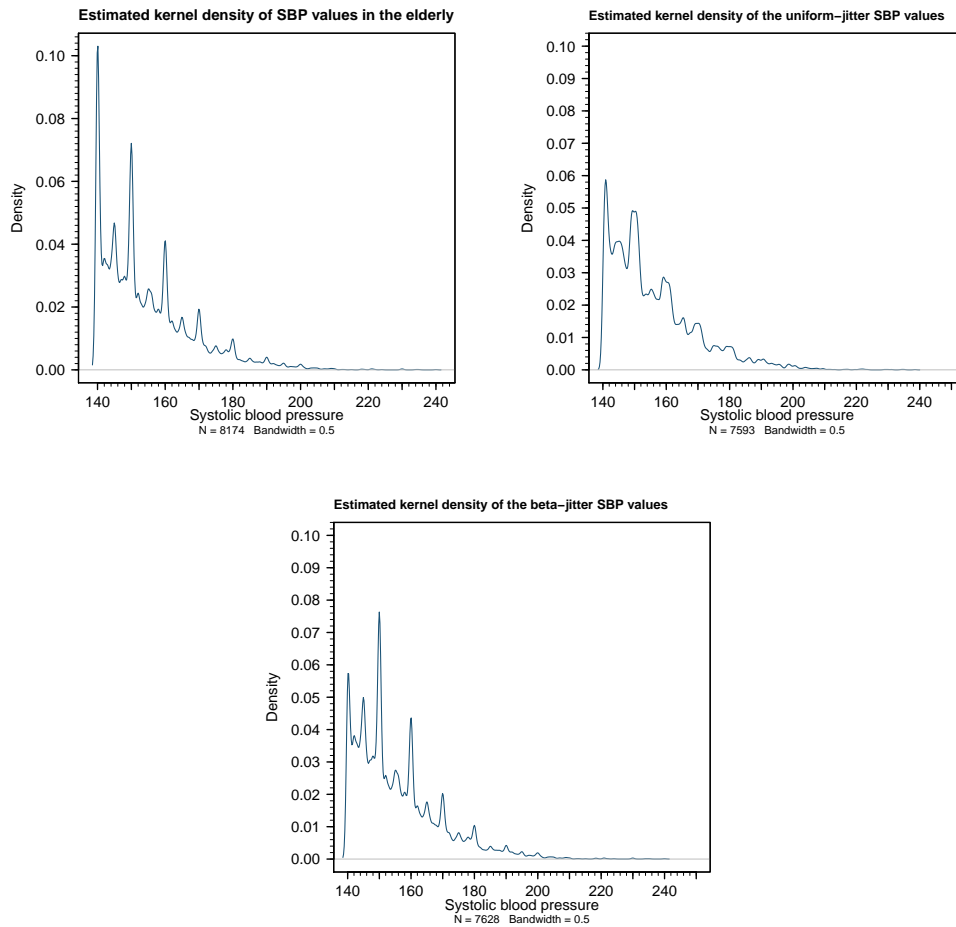 Estimated kernel density of SBP values in the elderly
0.10
0.08
0.06
0.04
0.02
0.00
Density
140 160 180 200 220 240
Systolic blood pressure
N = 8174 Bandwidth = 0.5
Estimated kernel density of the uniform−jitter SBP values
0.10
0.09
0.08
0.07
0.06
0.05
0.04
0.03
0.02
0.01
0.00
Density
140 160 180 200 220 240
Systolic blood pressure
N = 7593 Bandwidth = 0.5
Estimated kernel density of the beta−jitter SBP values
0.10
0.09
0.08
0.07
0.06
0.05
0.04
0.03
0.02
0.01
0.00
Density
140 160 180 200 220 240
Systolic blood pressure
N = 7628 Bandwidth = 0.5